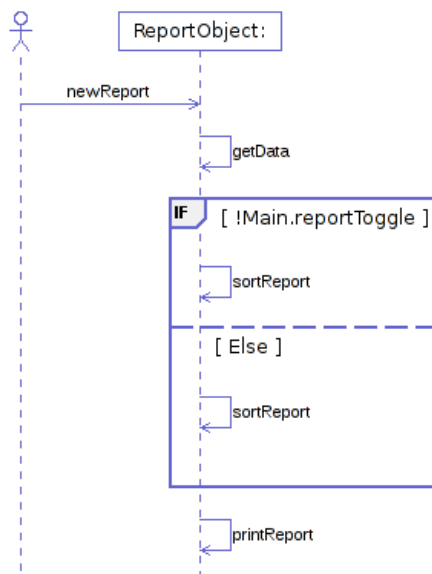 ReportObject:
newReport
getData
IF [ !Main.reportToggle ]
sortReport
[ Else ]
sortReport
printReport